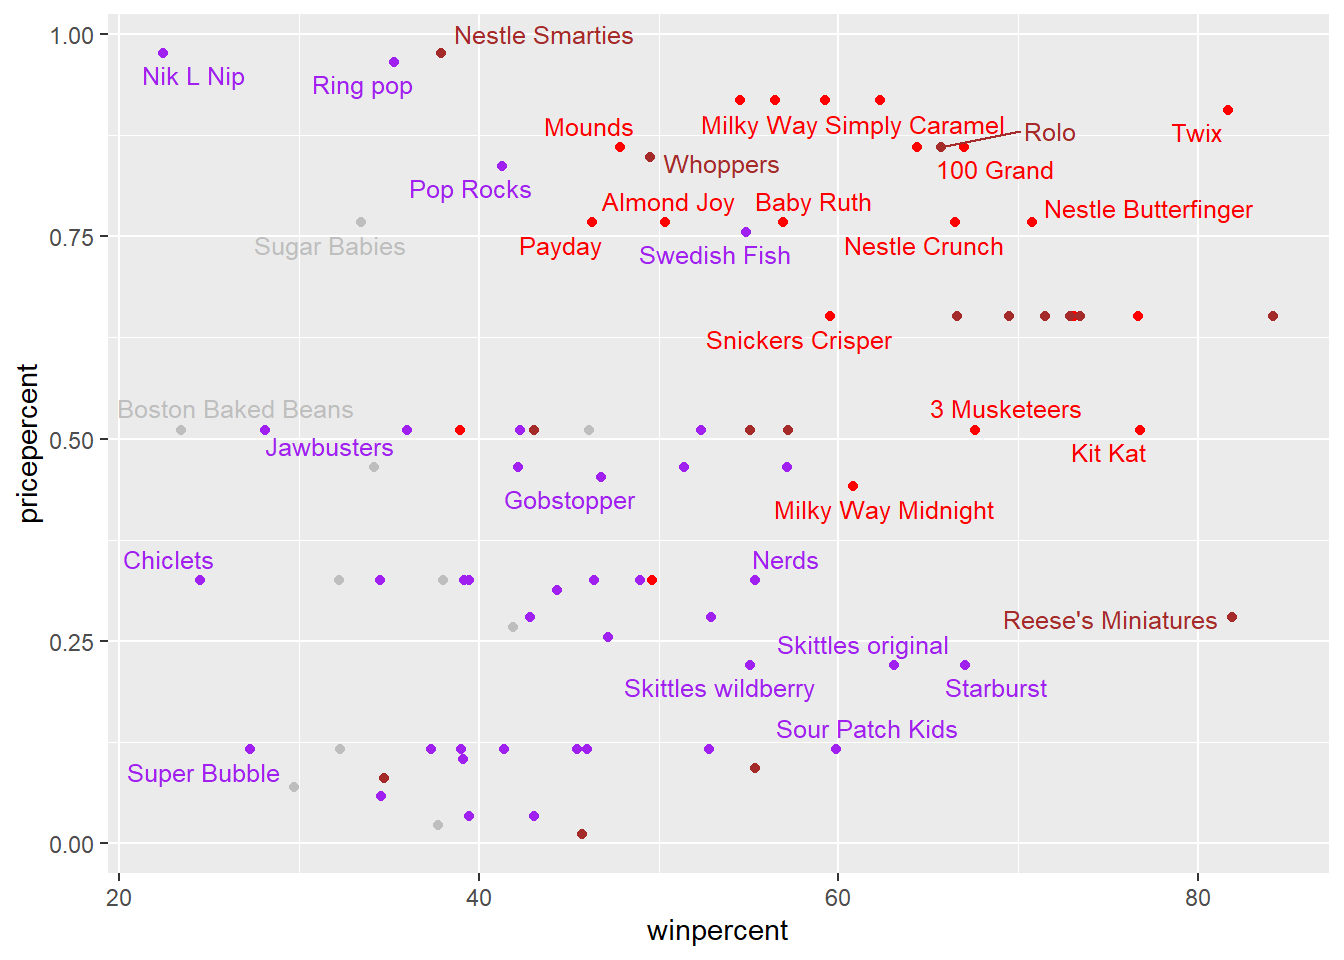 1.00
Nestle Smarties
Nik L Nip
Ring pop
Mounds
Milky Way Simply Caramel
Rolo
Twix
Whoppers
100 Grand
Pop Rocks
Almond Joy
Baby Ruth
Nestle Butterfinger
0.75
Sugar Babies
Payday
Swedish Fish
Nestle Crunch
Snickers Crisper
Boston Baked Beans
3 Musketeers
0.50
Jawbusters
Kit Kat
Gobstopper
Milky Way Midnight
Chiclets
Nerds
Reese's Miniatures
0.25
Skittles original
Skittles wildberry
Starburst
Sour Patch Kids
Super Bubble
0.00
20
40
60
80
winpercent
pricepercent